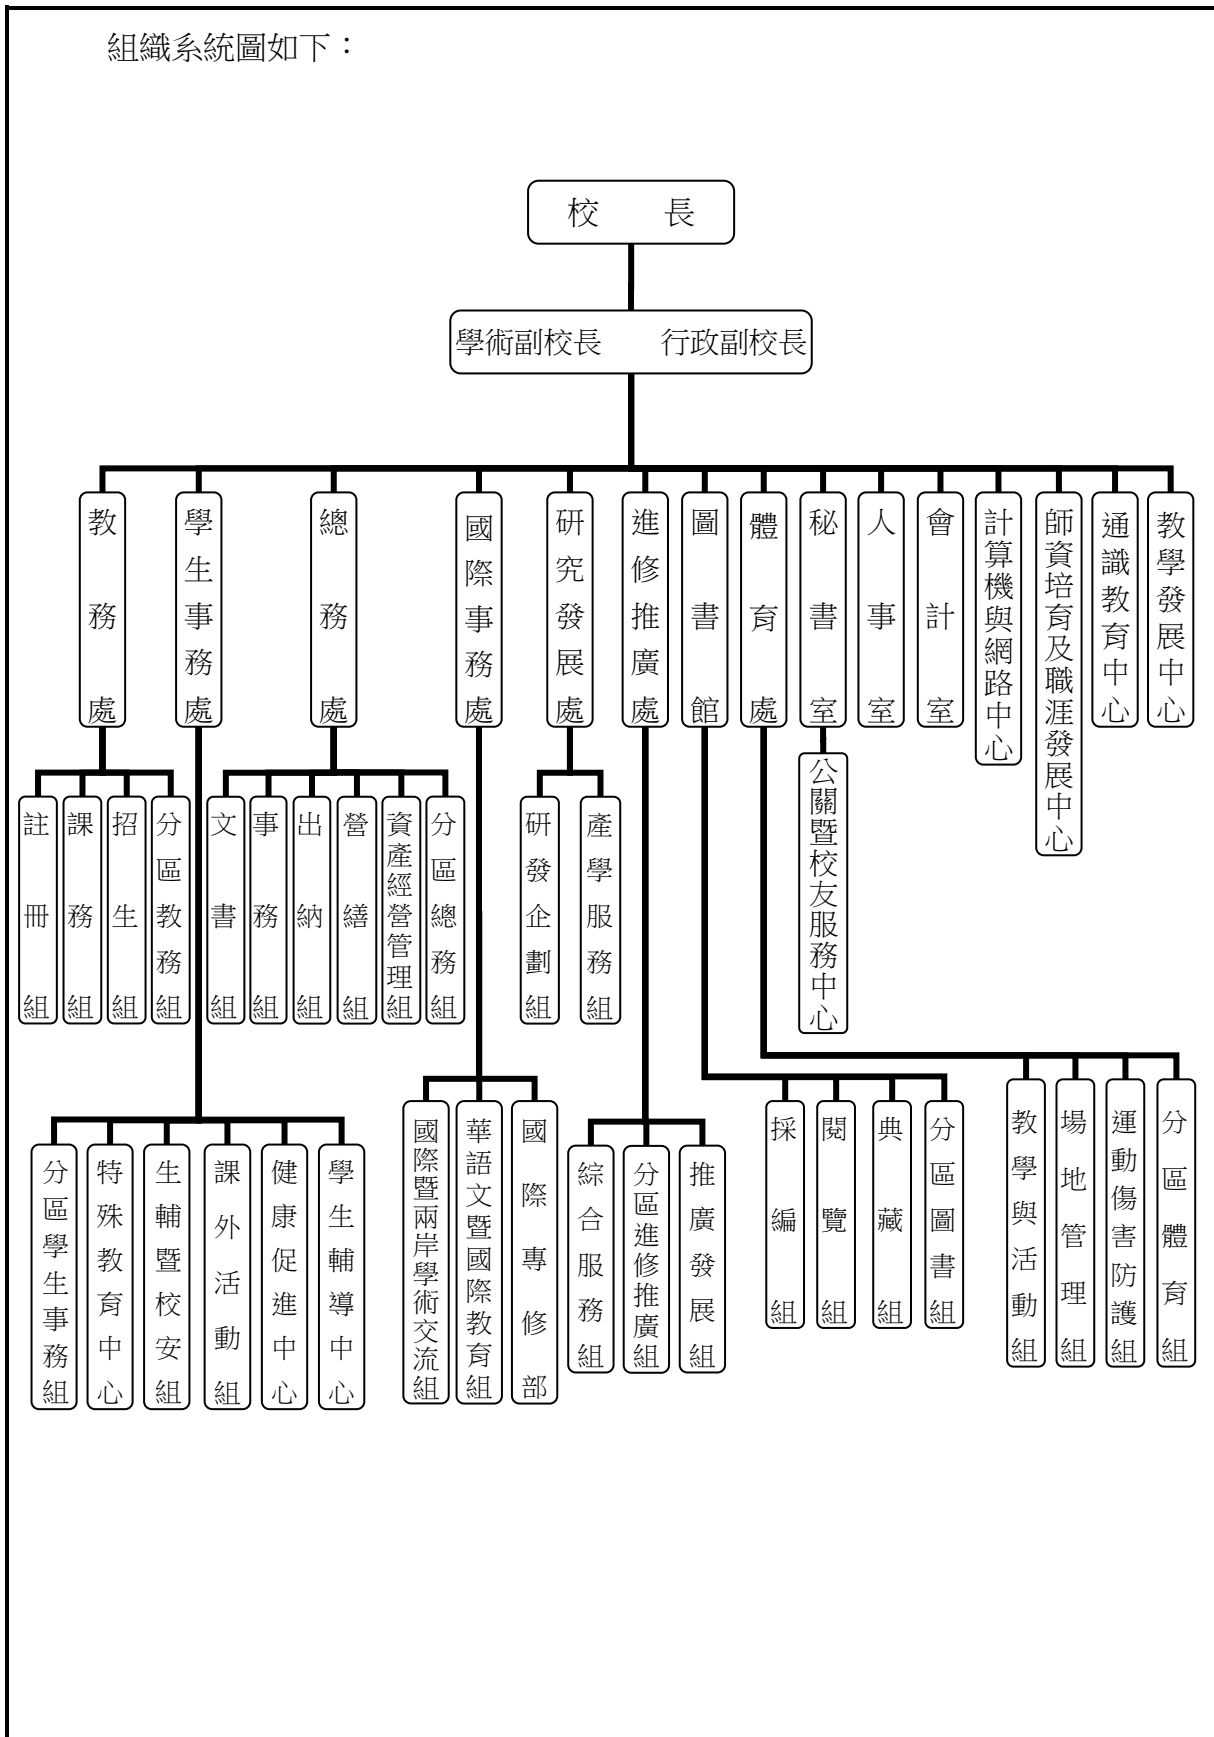 組織系統圖如下：
校長
學術副校長 行政副校長
教務處
學生事務處
總務處
國際事務處
研究發展處
進修推廣處
圖書館
體育處
秘書室
人事室
會計室
計算機與網路中心
師資培育及職涯發展中心
通識教育中心
教學發展中心
註冊組
課務組
招生組
分區教務組
文書組
事務組
出納組
營繕組
資產經營管理組
分區總務組
研發企劃組
產學服務組
公關暨校友服務中心
分區學生事務組
特殊教育中心
生輔暨校安組
課外活動組
健康促進中心
學生輔導中心
國際暨兩岸學術交流組
華語文暨國際教育組
國際專修部
綜合服務組
分區進修推廣組
推廣發展組
採編組
閱覽組
典藏組
分區圖書組
教學與活動組
場地管理組
運動傷害防護組
分區體育組